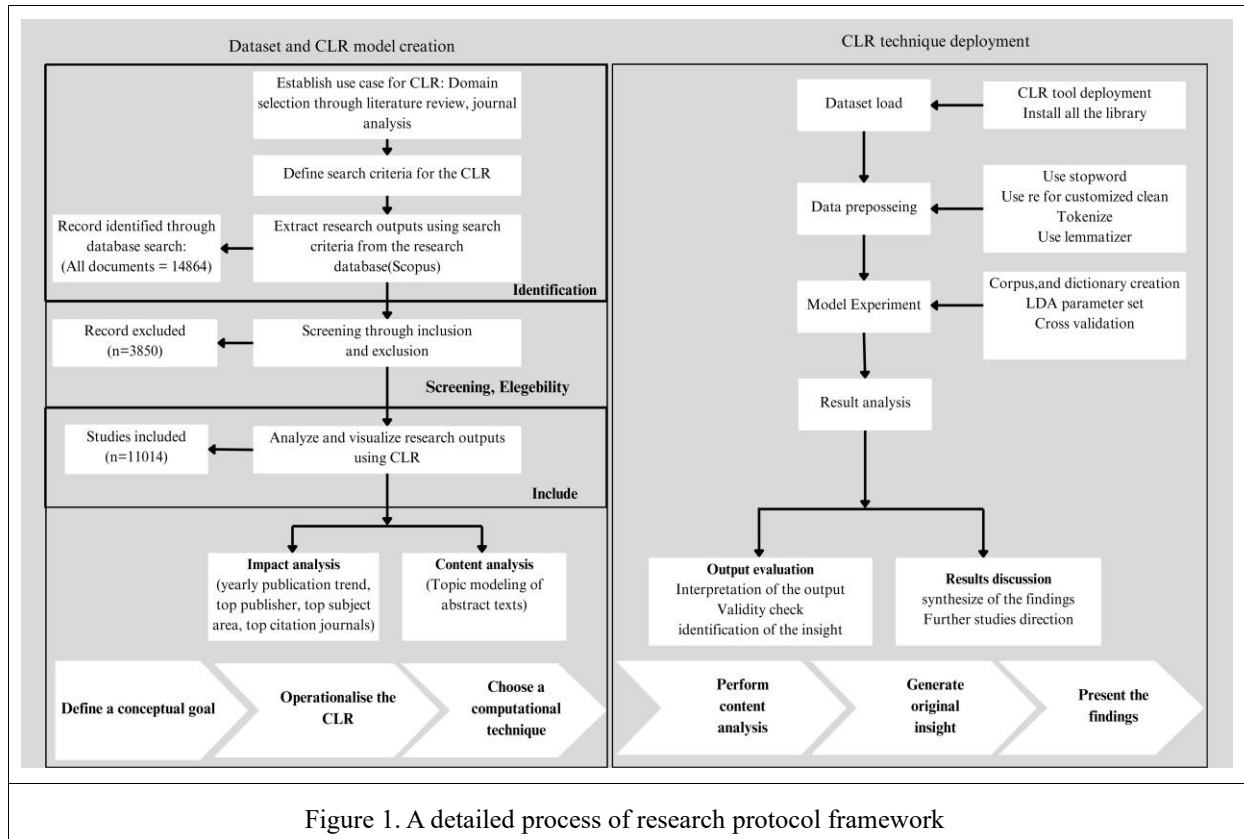 Dataset and CLR model creation
Establish use case for CLR: Domain
selection through literature review, journal
analysis
Define search criteria for the CLR
Record identified through
database search:
(All documents = 14864)
Extract research outputs using search
criteria from the research
database(Scopus)
Identification
Record excluded
(n=3850)
Screening through inclusion
and exclusion
Screening, Elegebility
Studies included
(n=11014)
Analyze and visualize research outputs
using CLR
Include
Impact analysis
(yearly publication trend,
top publisher, top subject
area, top citation journals)
Content analysis
(Topic modeling of
abstract texts)
Define a conceptual goal
Operationalise the
CLR
Choose a
computational
technique
CLR technique deployment
Dataset load
CLR tool deployment
Install all the library
Data preposseing
Use stopword
Use re for customized clean
Tokenize
Use lemmatizer
Model Experiment
Corpus,and dictionary creation
LDA parameter set
Cross validation
Result analysis
Output evaluation
Interpretation of the output
Validity check
identification of the insight
Results discussion
synthesize of the findings
Further studies direction
Perform
content
analysis
Generate
original
insight
Present the
findings
Figure 1. A detailed process of research protocol framework